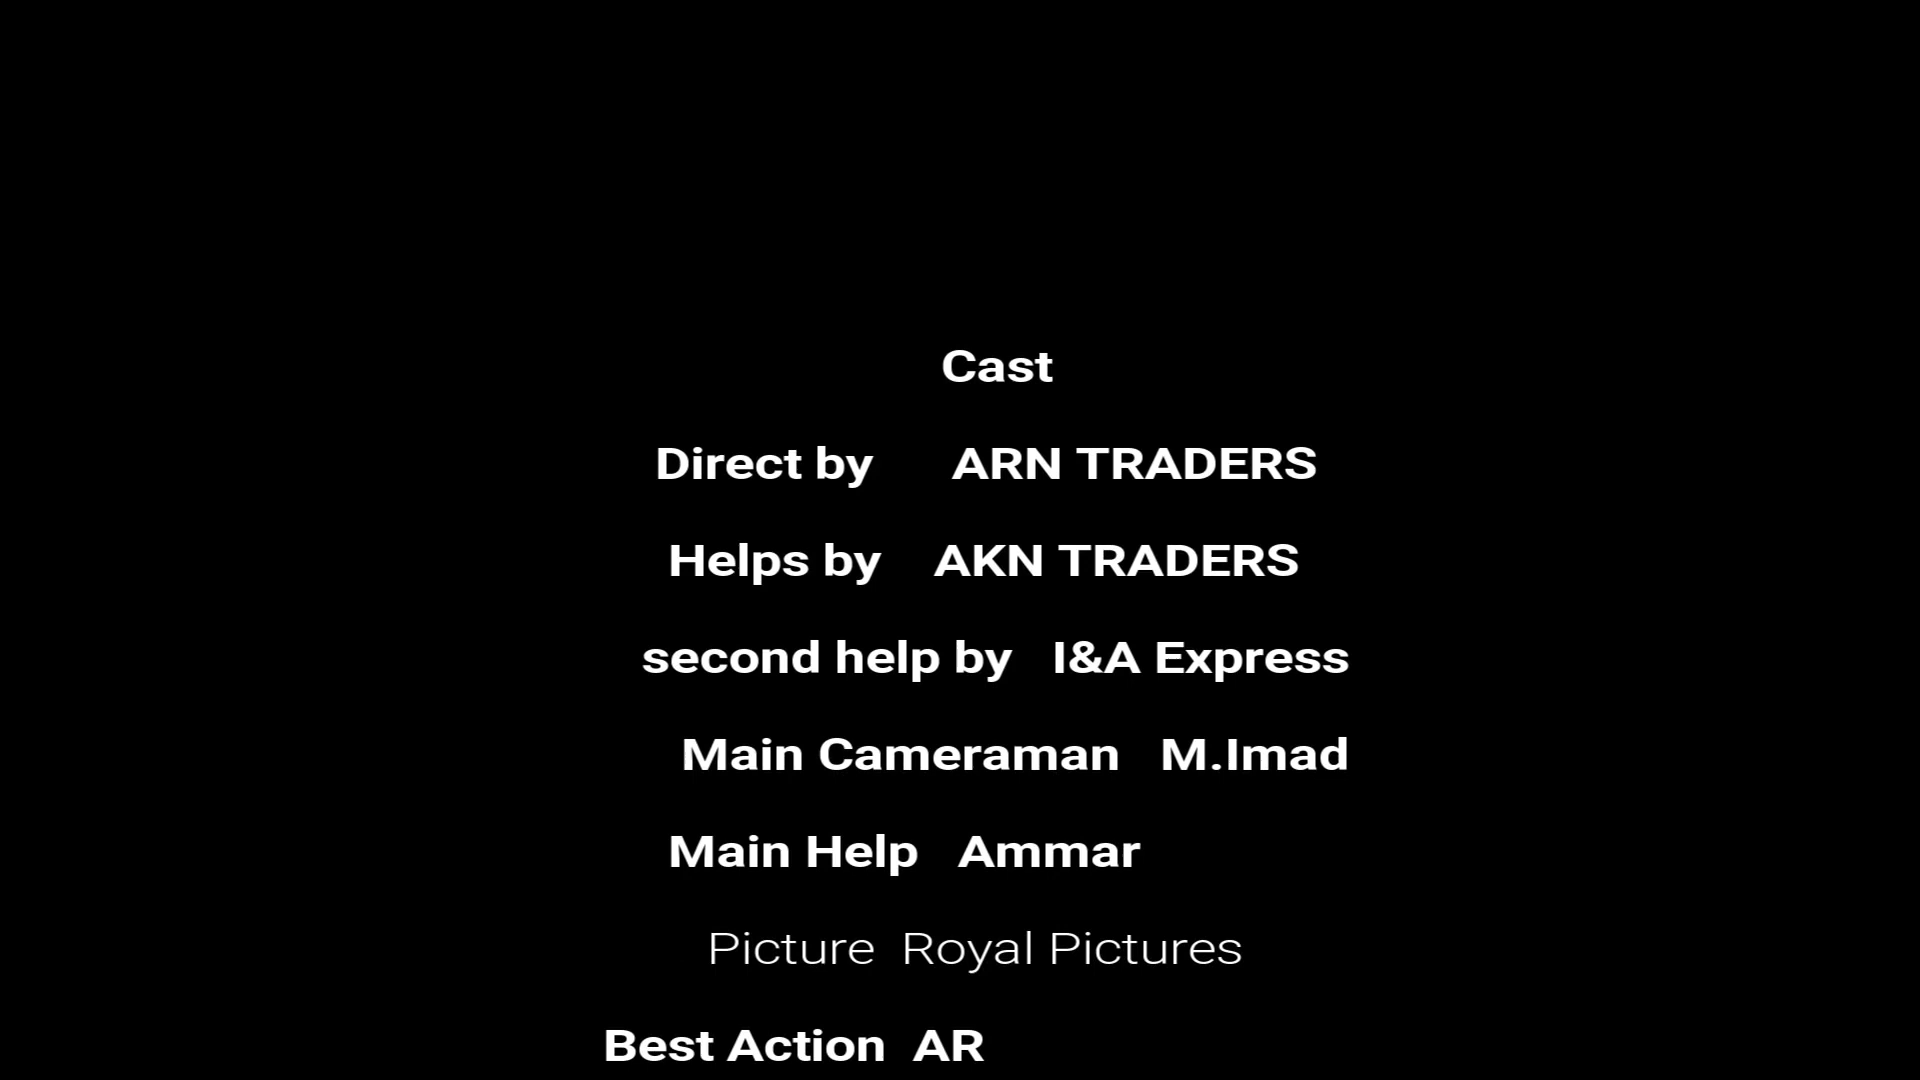 Cast
Direct by ARN TRADERS
Helps by AKN TRADERS
second help by I&A Express
Main Cameraman M.Imad
Main Help Ammar
Picture Royal Pictures
Best Action AR